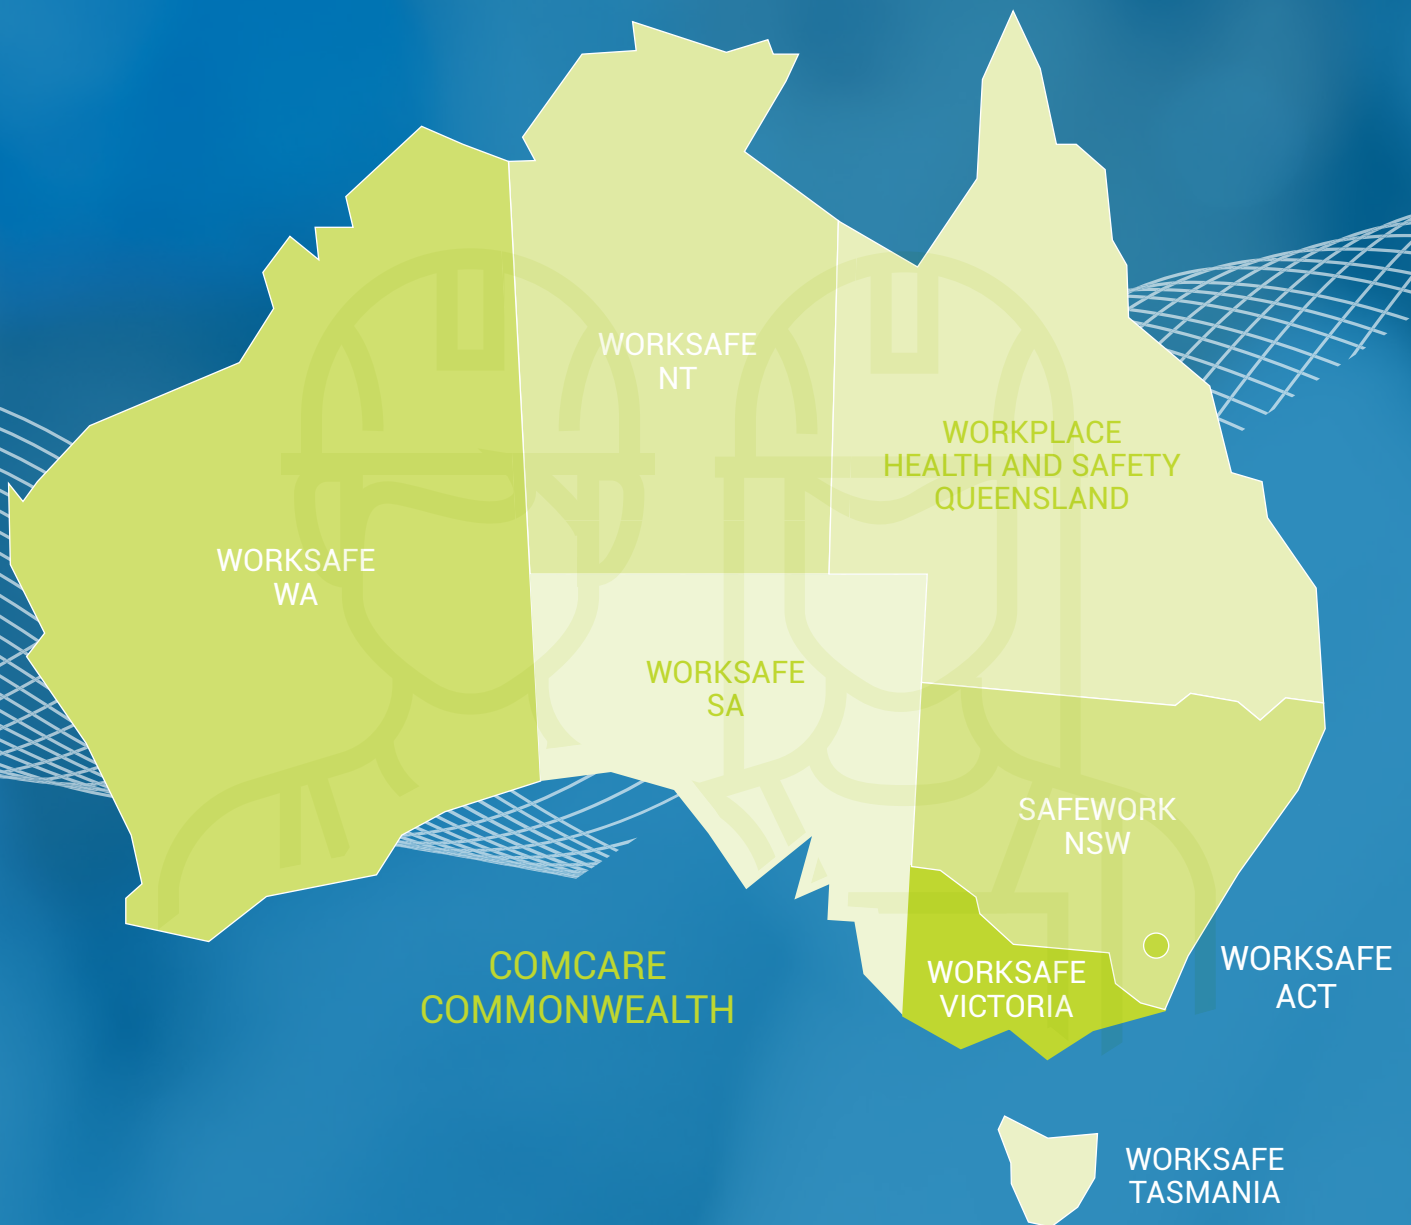 WORKSAFE
NT
WORKPLACE
HEALTH AND SAFETY
QUEENSLAND
WORKSAFE
WA
WORKSAFE
SA
SAFEWORK
NSW
WORKSAFE
ACT
COMCARE
COMMONWEALTH
WORKSAFE
VICTORIA
WORKSAFE
TASMANIA